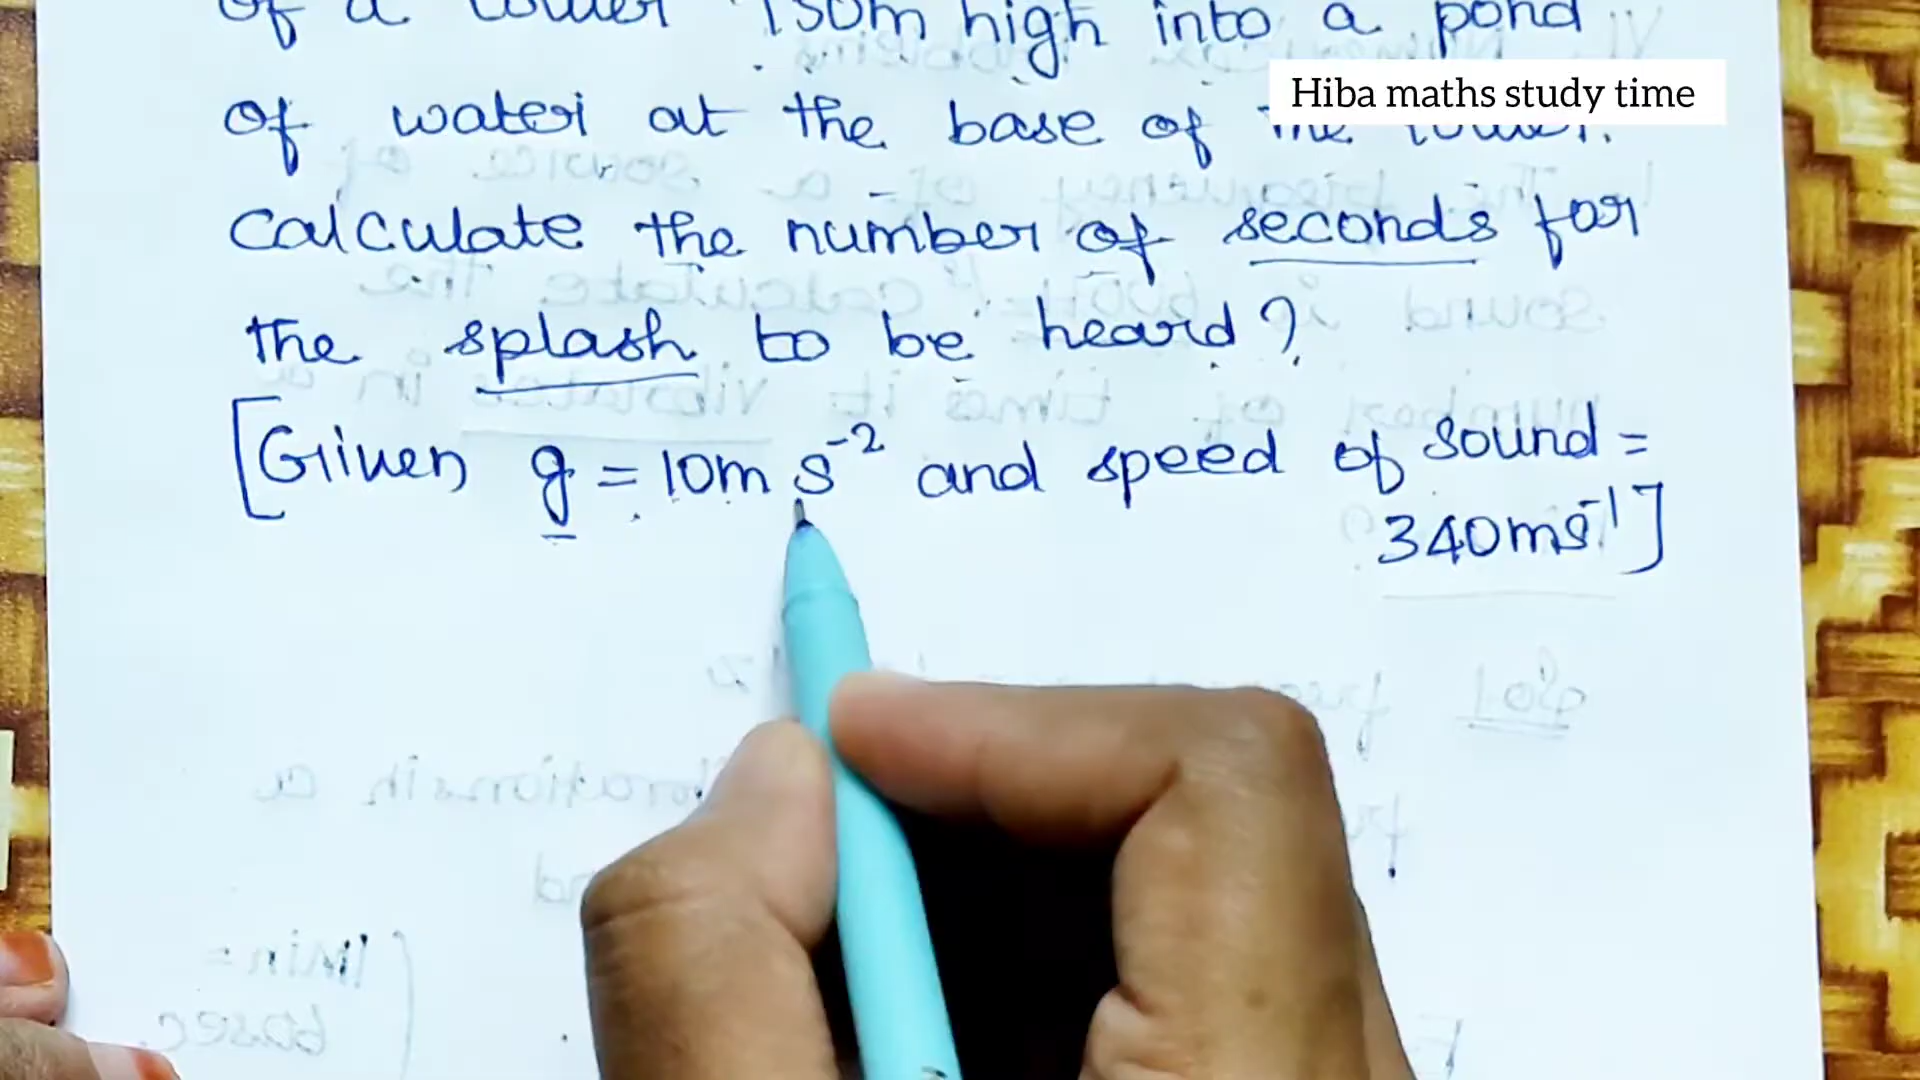 of a tower 150m high into a pond
Hiba maths study time
of water at the base of the tower.
Calculate the number of seconds for
the splash to be heard?
[Given g = 10m s⁻² and speed of sound =
340ms⁻¹]